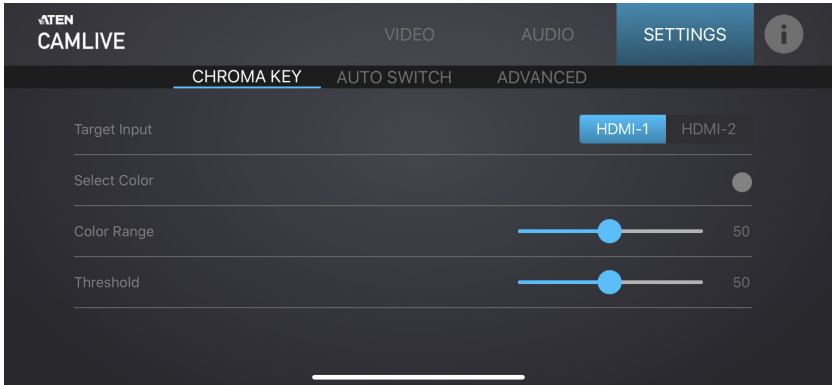 ATEN
CAMLIVE
VIDEO AUDIO SETTINGS i
CHROMA KEY AUTO SWITCH ADVANCED
Target Input HDMI-1 HDMI-2
Select Color
Color Range 50
Threshold 50